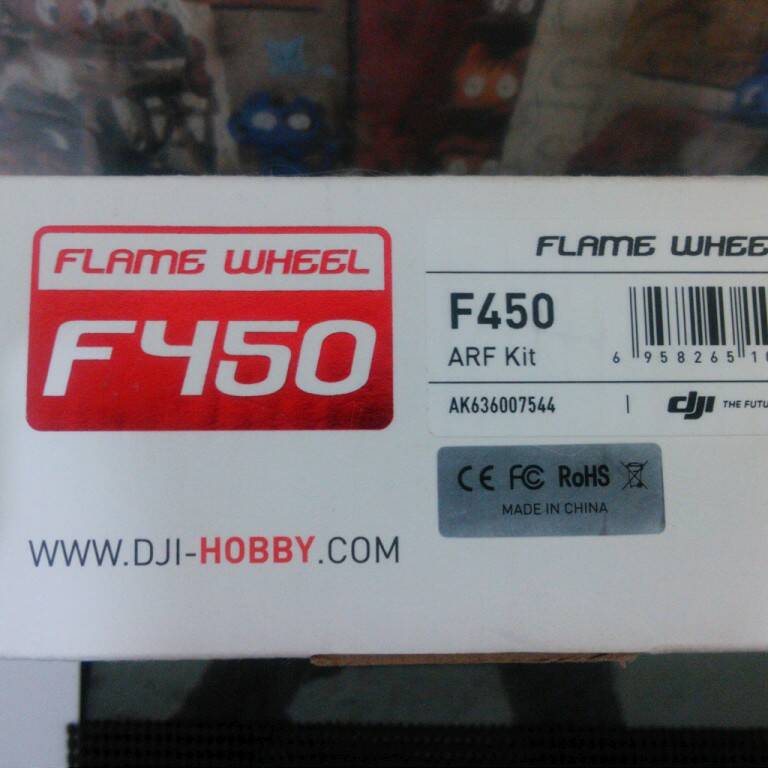 FLAME WHEEL
F450
WWW.DJI-HOBBY.COM
FLAME WHEE
F450
ARF Kit
6 958265 10
AK636007544 | dji THE FUTU
CE FC RoHS
MADE IN CHINA